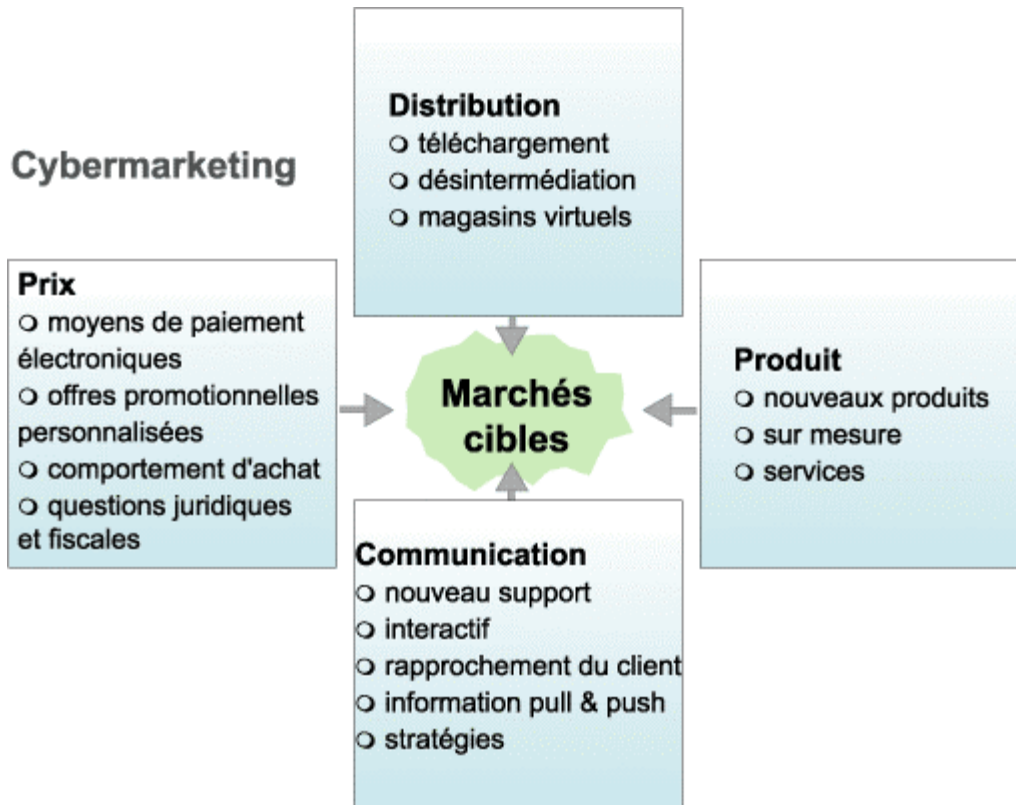 Cybermarketing
Distribution
❍ téléchargement
❍ désintermédiation
❍ magasins virtuels
Prix
❍ moyens de paiement
électroniques
❍ offres promotionnelles
personnalisées
❍ comportement d'achat
❍ questions juridiques
et fiscales
Marchés
cibles
Produit
❍ nouveaux produits
❍ sur mesure
❍ services
Communication
❍ nouveau support
❍ interactif
❍ rapprochement du client
❍ information pull & push
❍ stratégies